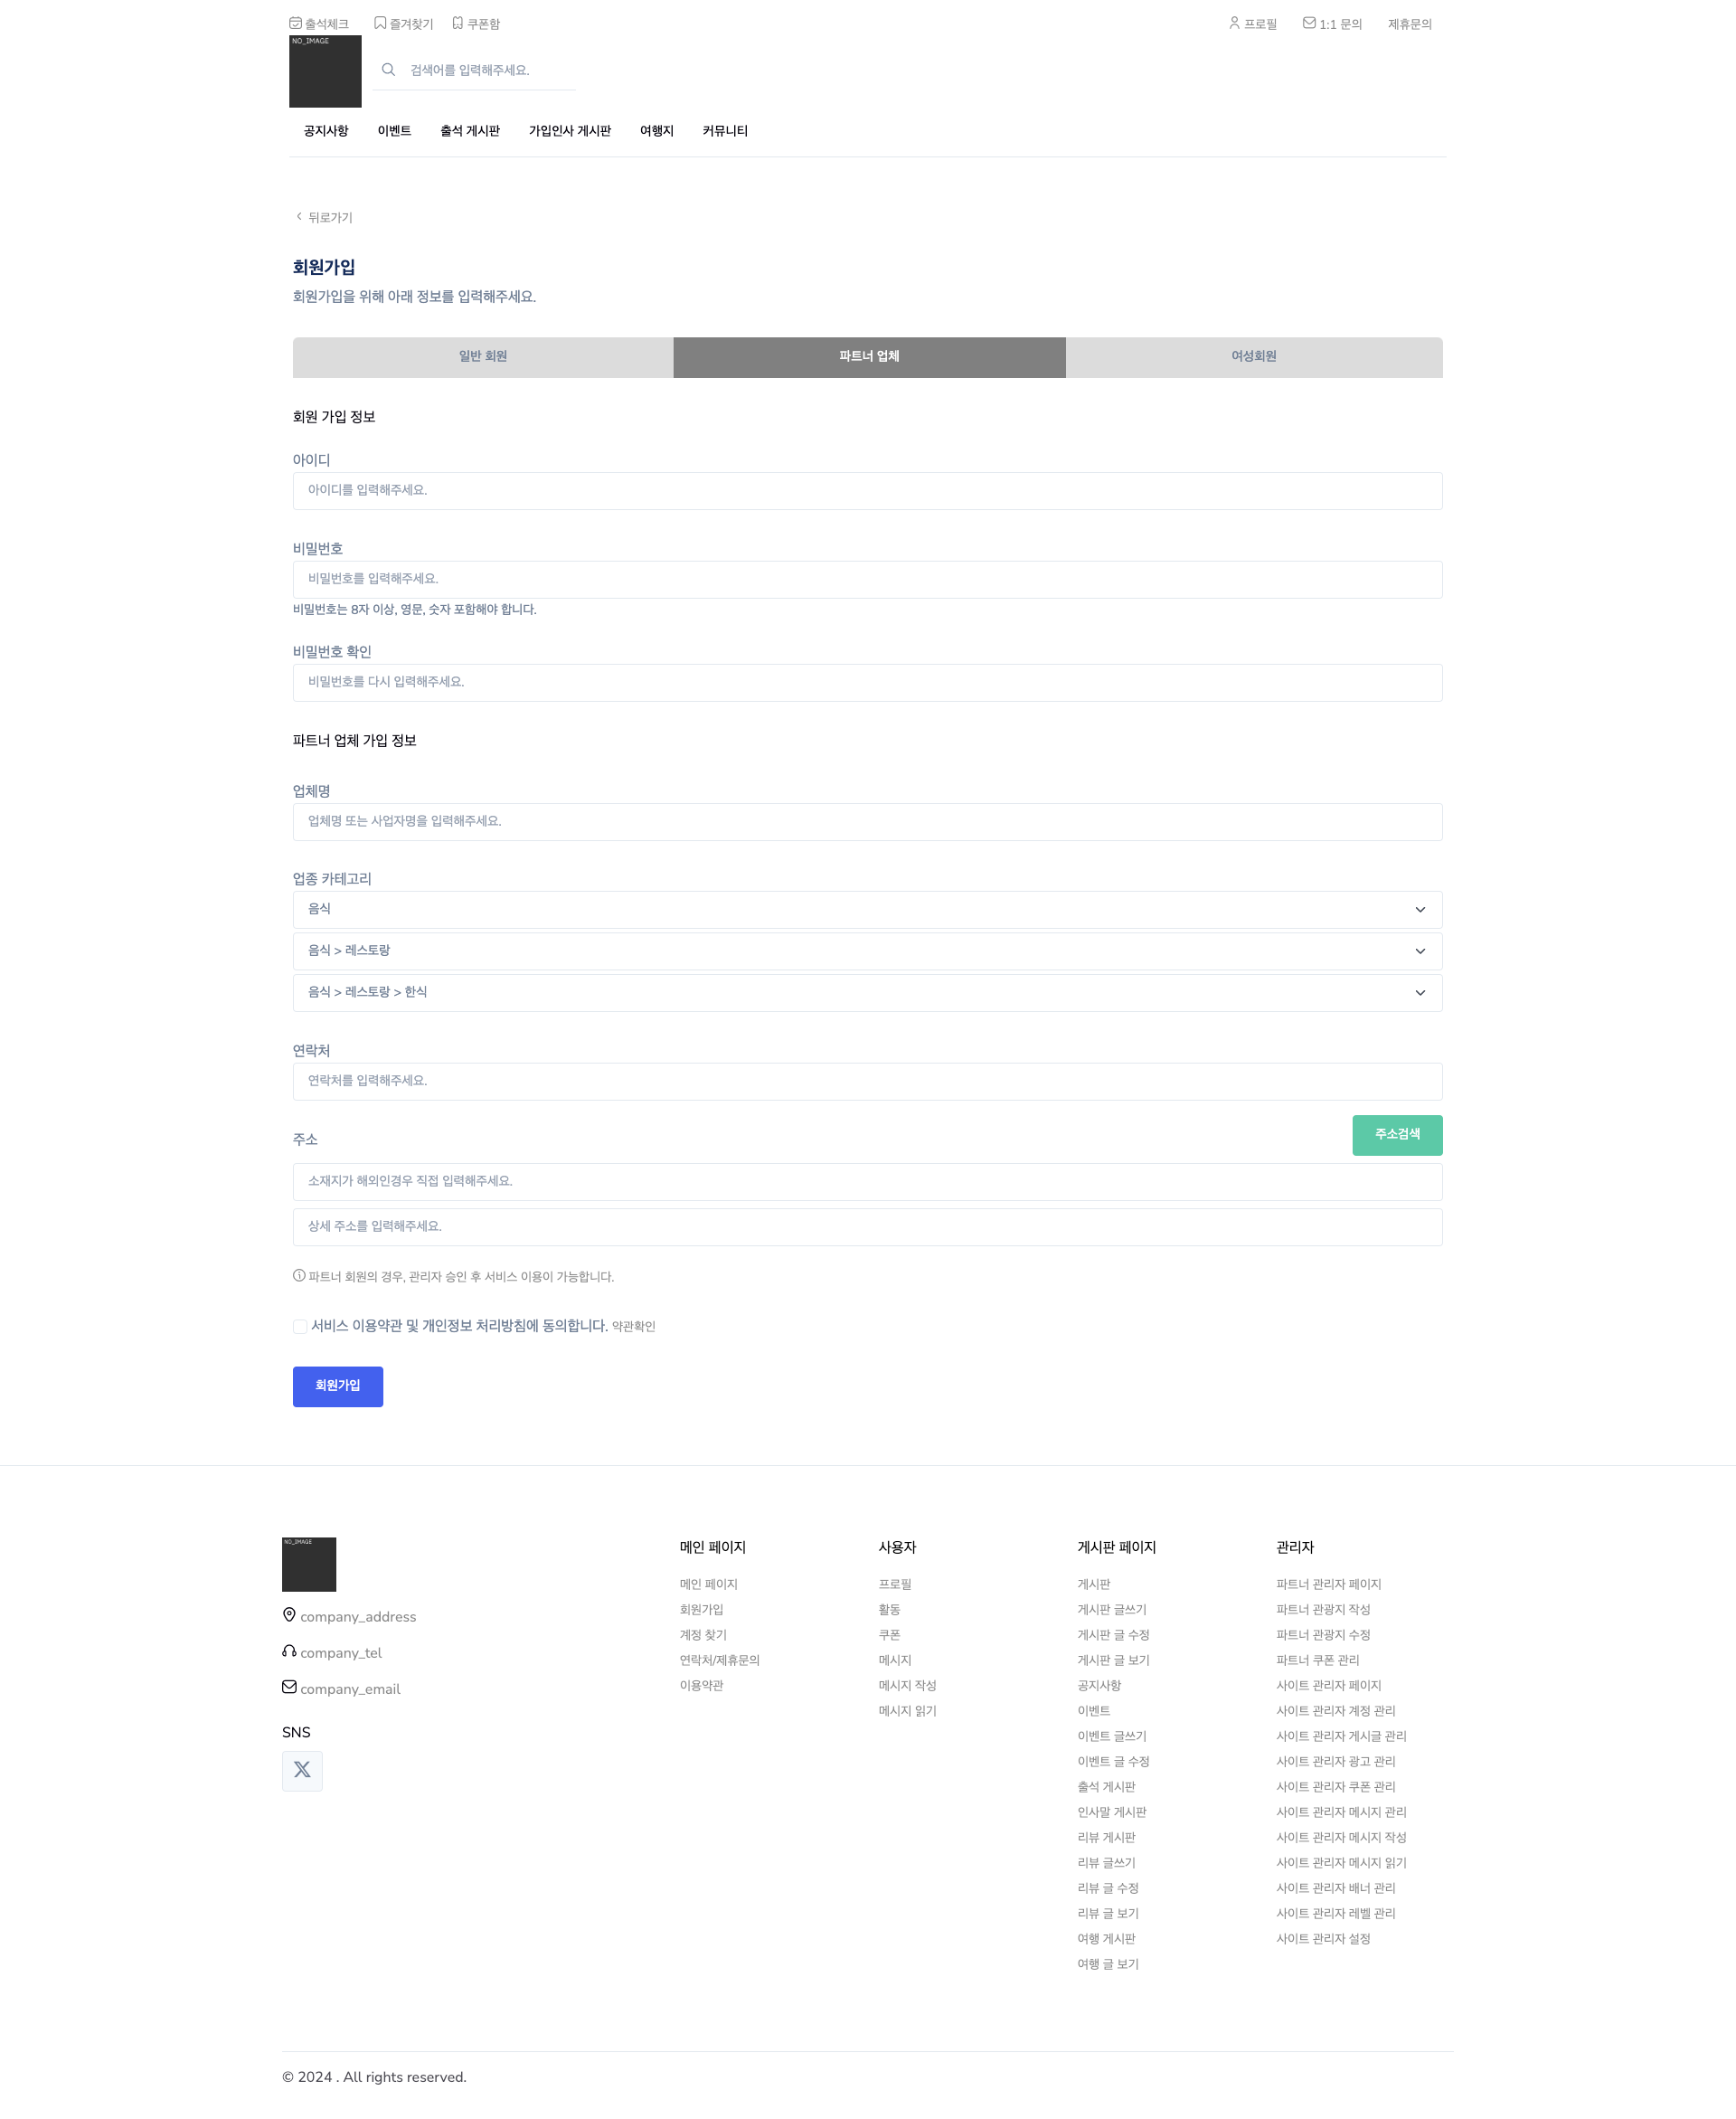 출석체크 즐겨찾기 쿠폰함 프로필 1:1 문의 제휴문의
NO_IMAGE
검색어를 입력해주세요.
공지사항 이벤트 출석 게시판 가입인사 게시판 여행지 커뮤니티
뒤로가기
회원가입
회원가입을 위해 아래 정보를 입력해주세요.
일반 회원 파트너 업체 여성회원
회원 가입 정보
아이디
아이디를 입력해주세요.
비밀번호
비밀번호를 입력해주세요.
비밀번호는 8자 이상, 영문, 숫자 포함해야 합니다.
비밀번호 확인
비밀번호를 다시 입력해주세요.
파트너 업체 가입 정보
업체명
업체명 또는 사업자명을 입력해주세요.
업종 카테고리
음식
음식 > 레스토랑
음식 > 레스토랑 > 한식
연락처
연락처를 입력해주세요.
주소 주소검색
소재지가 해외인경우 직접 입력해주세요.
상세 주소를 입력해주세요.
파트너 회원의 경우, 관리자 승인 후 서비스 이용이 가능합니다.
서비스 이용약관 및 개인정보 처리방침에 동의합니다. 약관확인
회원가입
NO_IMAGE
company_address
company_tel
company_email
SNS
메인 페이지
메인 페이지
회원가입
계정 찾기
연락처/제휴문의
이용약관
사용자
프로필
활동
쿠폰
메시지
메시지 작성
메시지 읽기
게시판 페이지
게시판
게시판 글쓰기
게시판 글 수정
게시판 글 보기
공지사항
이벤트
이벤트 글쓰기
이벤트 글 수정
출석 게시판
인사말 게시판
리뷰 게시판
리뷰 글쓰기
리뷰 글 수정
리뷰 글 보기
여행 게시판
여행 글 보기
관리자
파트너 관리자 페이지
파트너 관광지 작성
파트너 관광지 수정
파트너 쿠폰 관리
사이트 관리자 페이지
사이트 관리자 계정 관리
사이트 관리자 게시글 관리
사이트 관리자 광고 관리
사이트 관리자 쿠폰 관리
사이트 관리자 메시지 관리
사이트 관리자 메시지 작성
사이트 관리자 메시지 읽기
사이트 관리자 배너 관리
사이트 관리자 레벨 관리
사이트 관리자 설정
© 2024 . All rights reserved.